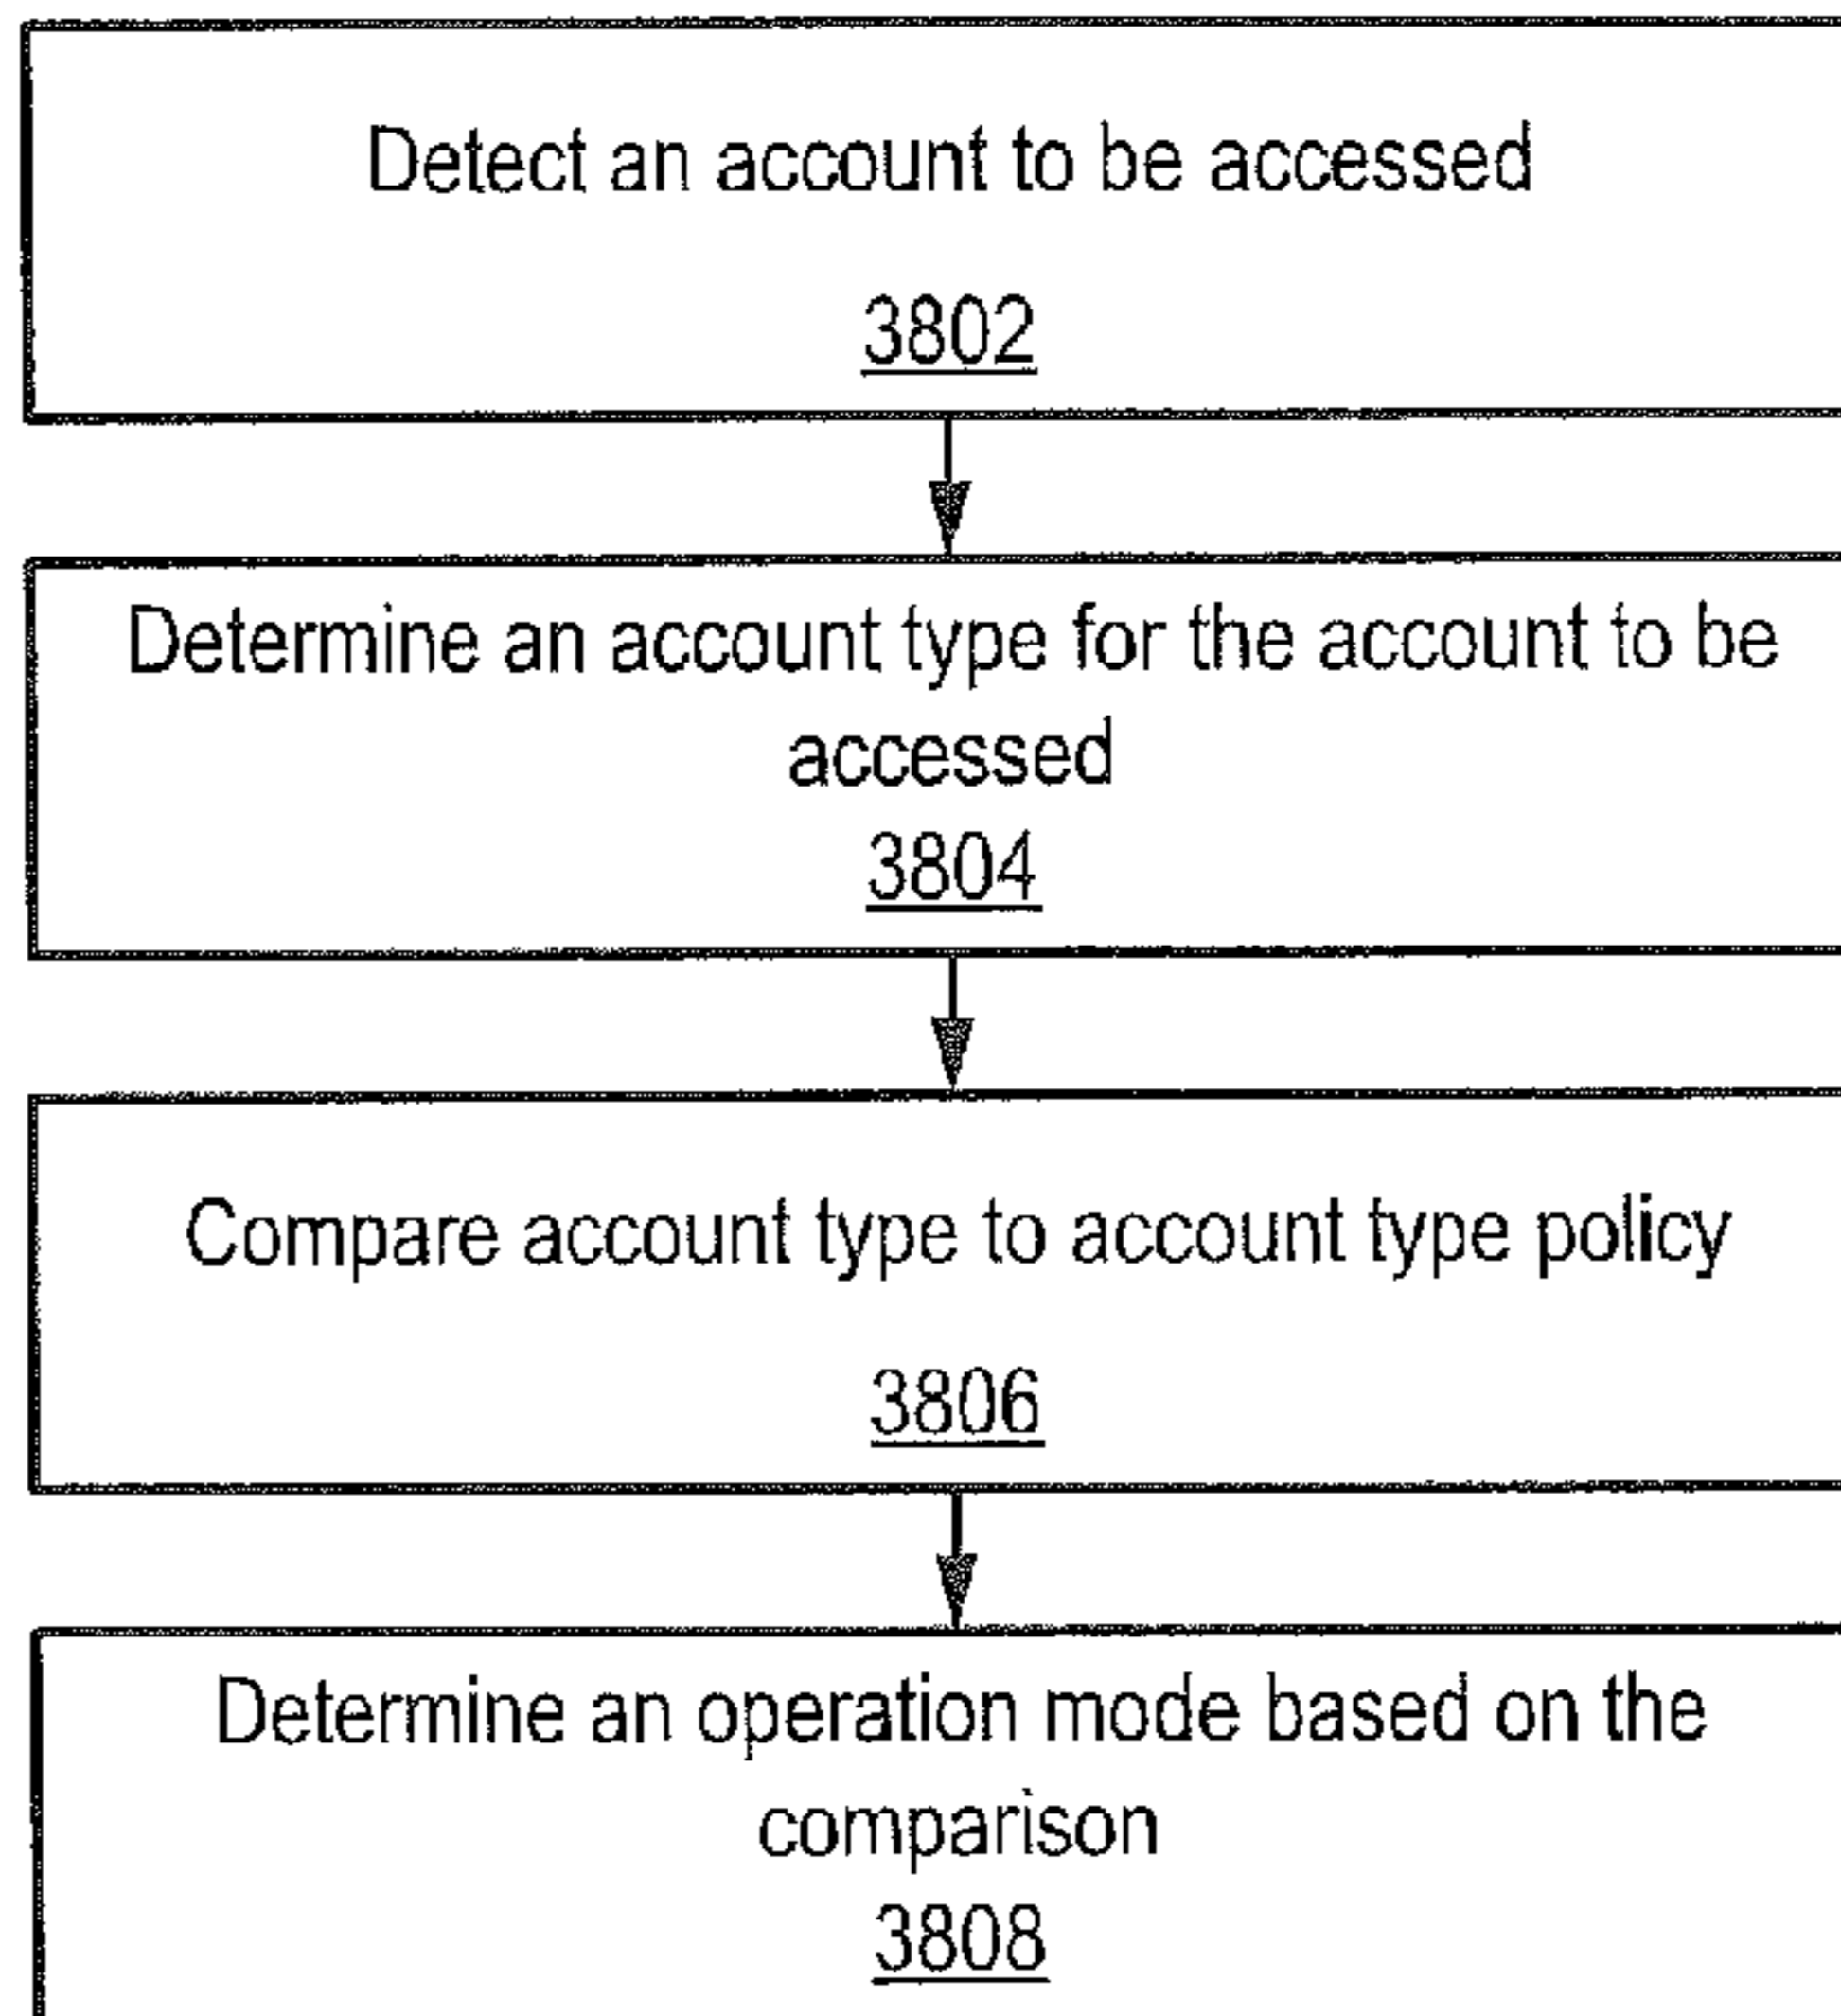 Detect an account to be accessed
3802
Determine an account type for the account to be
accessed
3804
Compare account type to account type policy
3806
Determine an operation mode based on the
comparison
3808